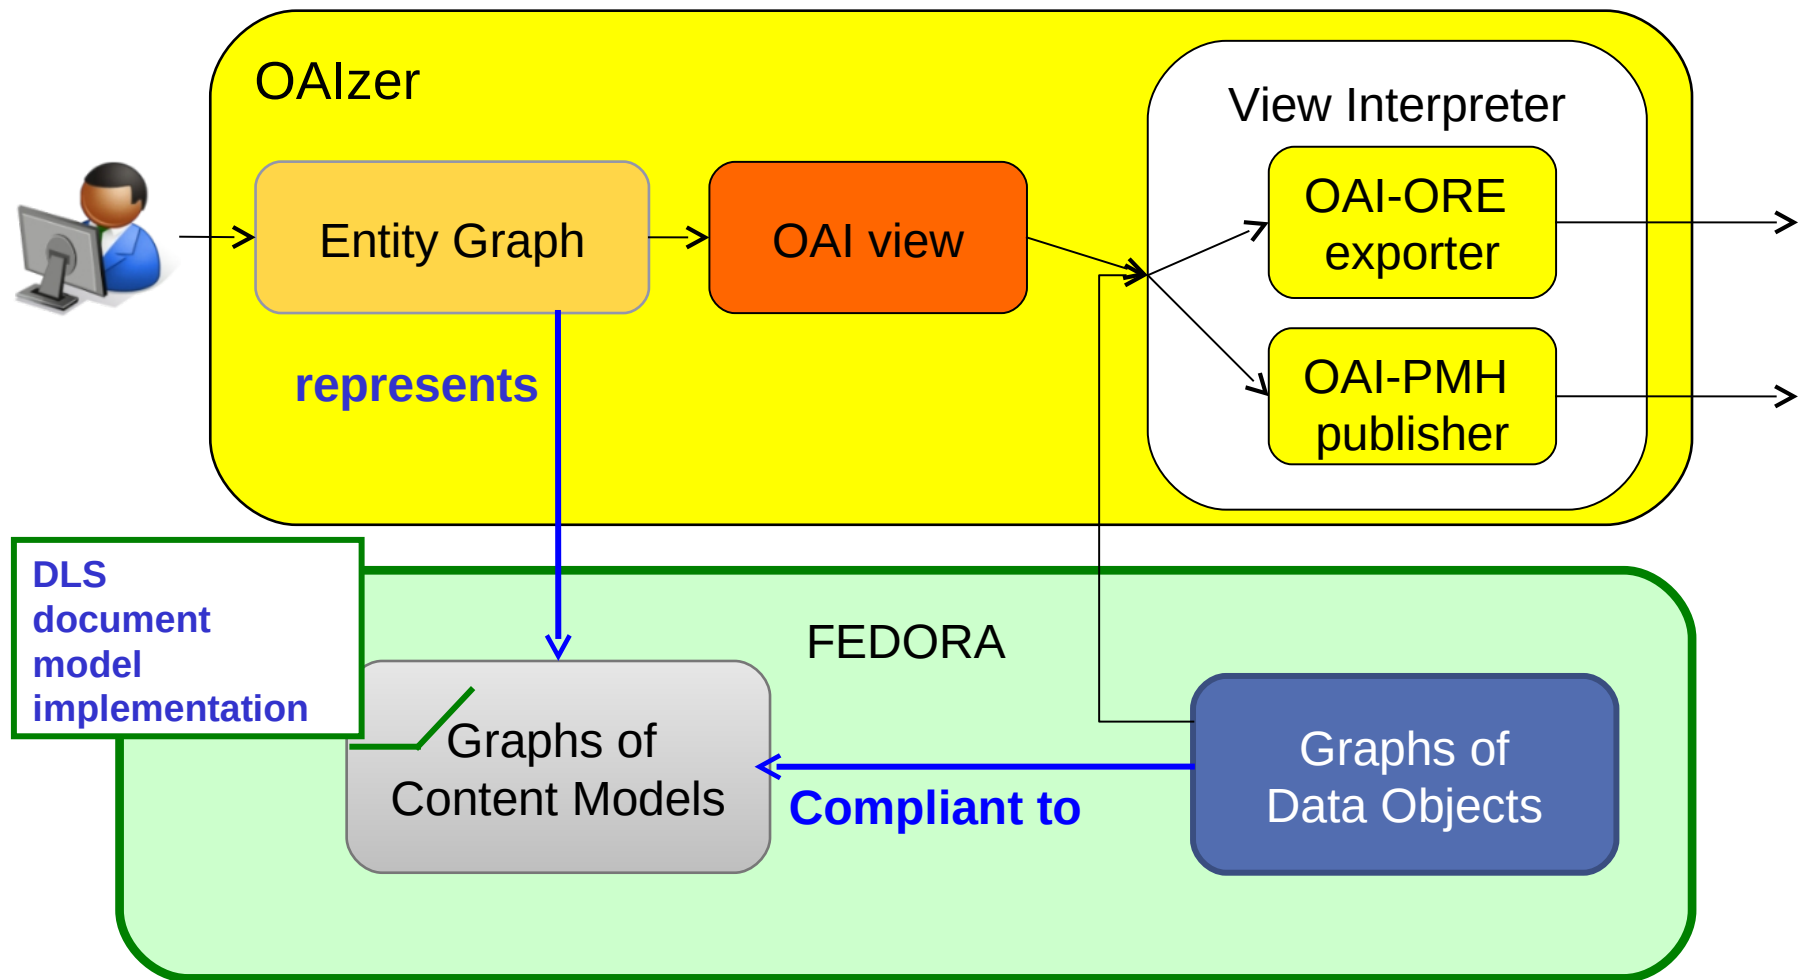 OAIzer
View Interpreter
Entity Graph
OAI view
OAI-ORE
exporter
OAI-PMH
publisher
represents
DLS
document
model
implementation
FEDORA
Graphs of
Content Models
Compliant to
Graphs of
Data Objects